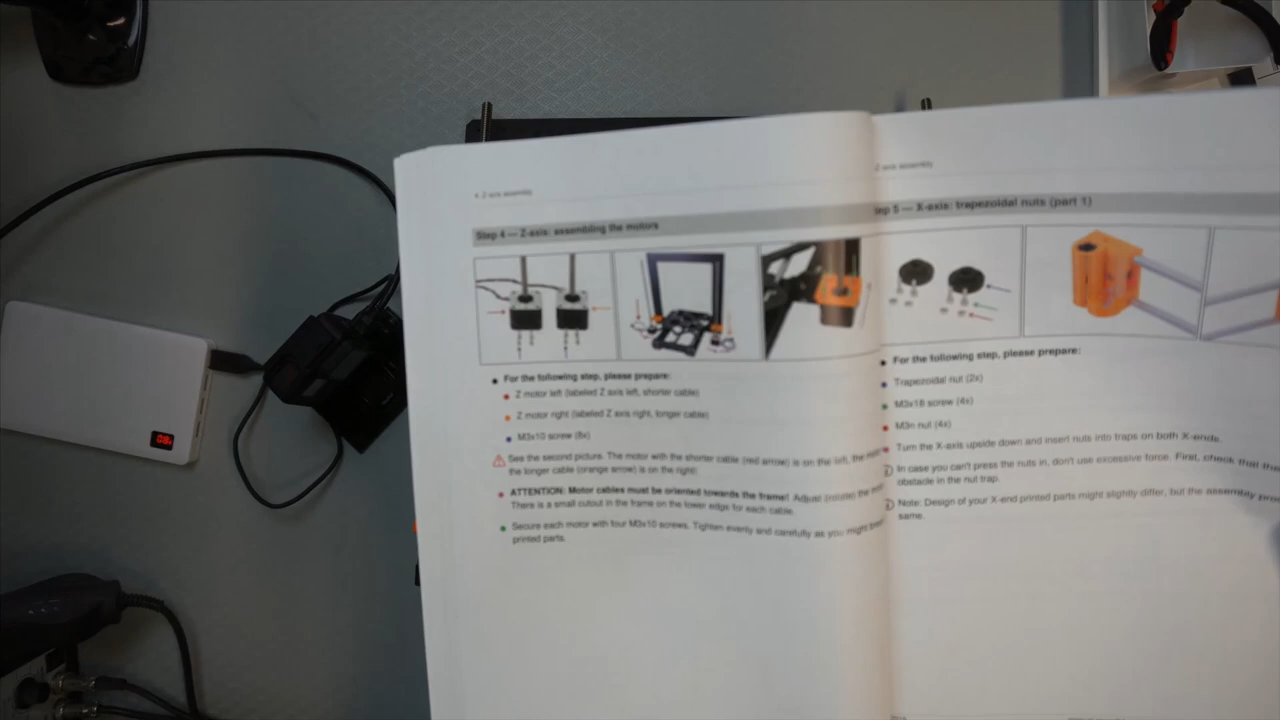 4 Z-axis assembly
Step 4 — Z-axis: assembling the motors
For the following step, please prepare:
Z motor left (labeled Z axis left, shorter cable)
Z motor right (labeled Z axis right, longer cable)
M3x10 screw (8x)
See the second picture. The motor with the shorter cable (red arrow) is on the left, the
the longer cable (orange arrow) is on the right!
ATTENTION: Motor cables must be oriented towards the frame! Adjust
There is a small cutout in the frame on the lower edge for each cable.
Secure each motor with four M3x10 screws. Tighten evenly and carefully as you might
printed parts.
Z-axis assembly
5 — X-axis: trapezoidal nuts (part 1)
For the following step, please prepare:
Trapezoidal nut (2x)
M3x18 screw (4x)
M3n nut (4x)
Turn the X-axis upside down and insert nuts into traps on both X-ends.
In case you can't press the nuts in, don't use excessive force. First, check
obstacle in the nut trap.
Note: Design of your X-end printed parts might slightly differ, but the assembly
same.